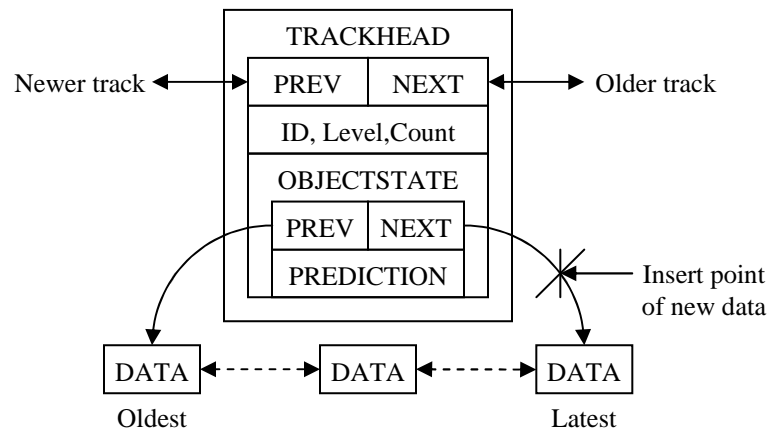 TRACKHEAD
Newer track
PREV
NEXT
Older track
ID, Level,Count
OBJECTSTATE
PREV
NEXT
PREDICTION
Insert point
of new data
DATA
DATA
DATA
Oldest
Latest